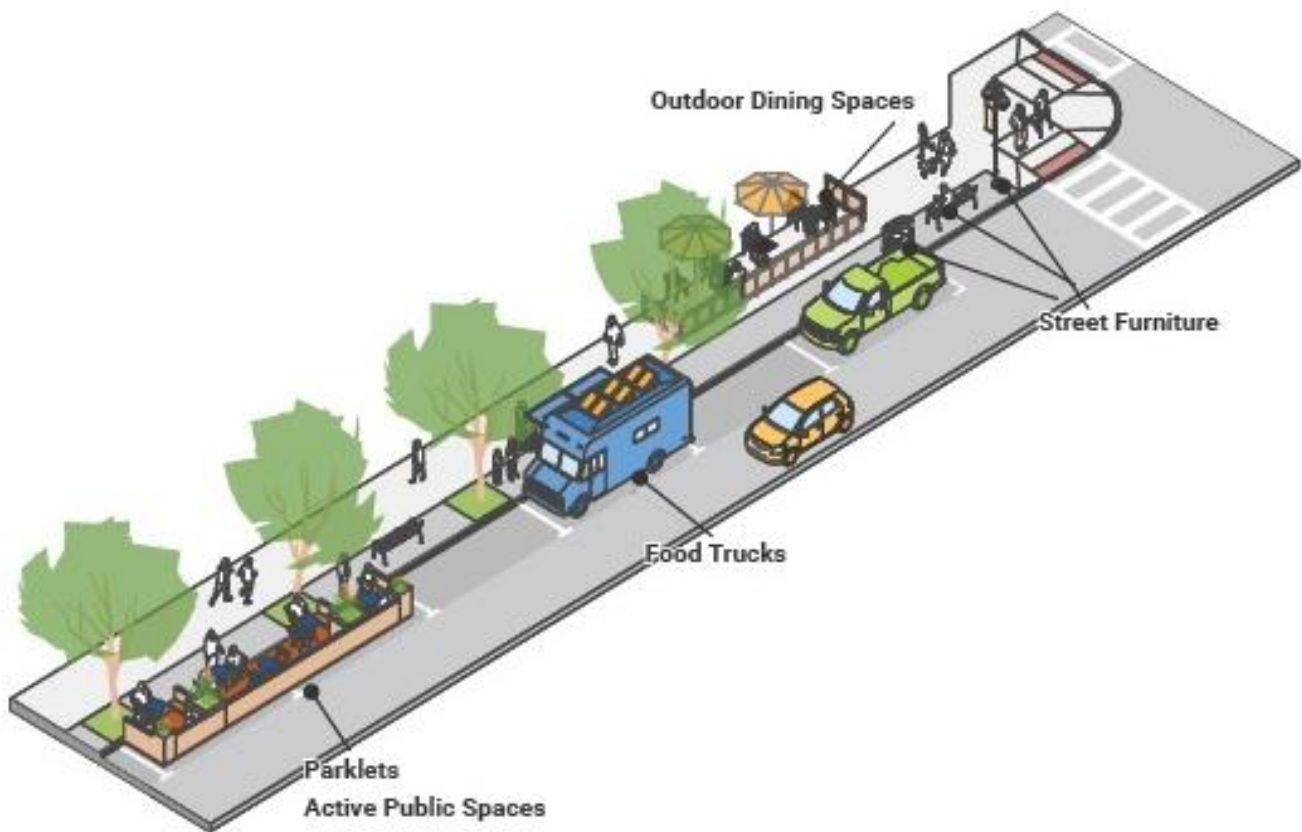 Outdoor Dining Spaces
Street Furniture
Food Trucks
Parklets
Active Public Spaces